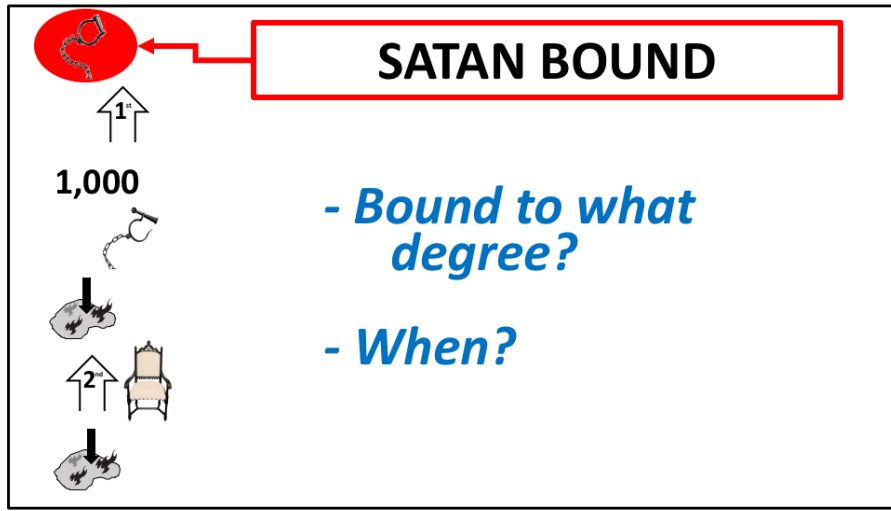 SATAN BOUND
1st
1,000
- Bound to what
degree?
- When?
2nd